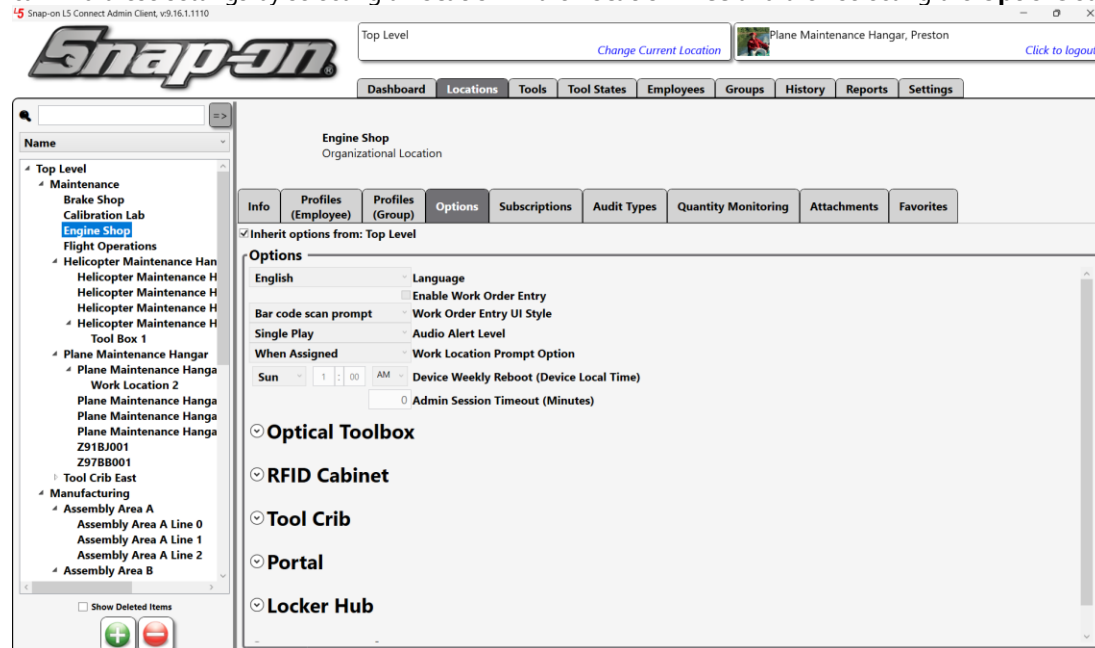 Snap-on L5 Connect Admin Client, v:9.16.1.1110
Snap-on
Top Level
Change Current Location
Plane Maintenance Hangar, Preston
Click to logout
Dashboard Locations Tools Tool States Employees Groups History Reports Settings
=>
Name
Top Level
Maintenance
Brake Shop
Calibration Lab
Engine Shop
Flight Operations
Helicopter Maintenance Han
Helicopter Maintenance H
Helicopter Maintenance H
Helicopter Maintenance H
Helicopter Maintenance H
Tool Box 1
Plane Maintenance Hangar
Plane Maintenance Hanga
Work Location 2
Plane Maintenance Hanga
Plane Maintenance Hanga
Plane Maintenance Hanga
Z91BJ001
Z97BB001
Tool Crib East
Manufacturing
Assembly Area A
Assembly Area A Line 0
Assembly Area A Line 1
Assembly Area A Line 2
Assembly Area B
Show Deleted Items
Engine Shop
Organizational Location
Info Profiles (Employee) Profiles (Group) Options Subscriptions Audit Types Quantity Monitoring Attachments Favorites
Inherit options from: Top Level
Options
English Language
Enable Work Order Entry
Bar code scan prompt Work Order Entry UI Style
Single Play Audio Alert Level
When Assigned Work Location Prompt Option
Sun 1 : 00 AM Device Weekly Reboot (Device Local Time)
0 Admin Session Timeout (Minutes)
Optical Toolbox
RFID Cabinet
Tool Crib
Portal
Locker Hub